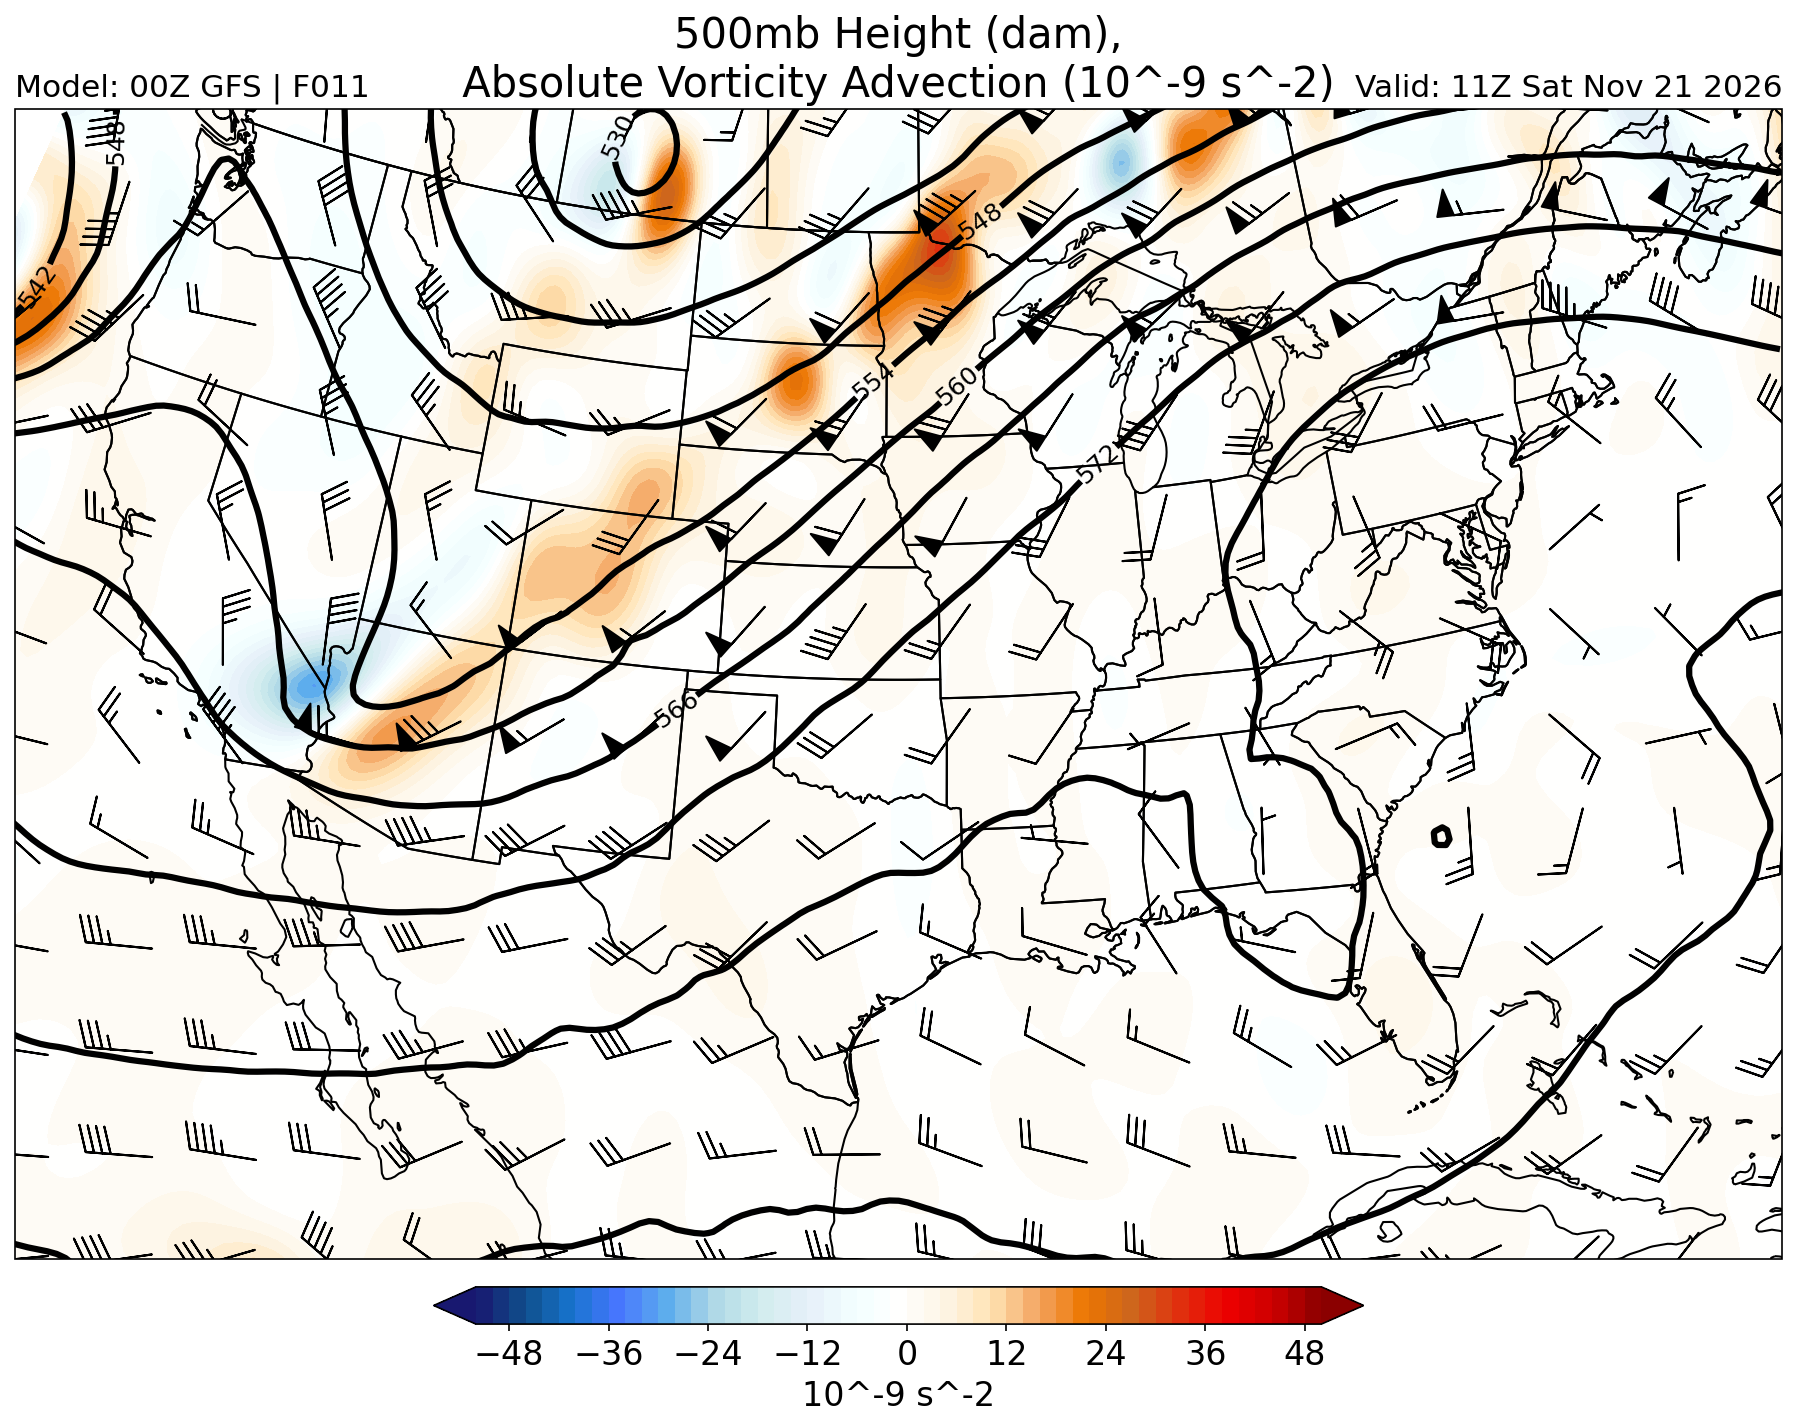 500mb Height (dam),
Model: 00Z GFS | F011
Absolute Vorticity Advection (10^-9 s^-2)
Valid: 11Z Sat Nov 21 2026
548
530
548
542
554
560
572
566
−48 −36 −24 −12 0 12 24 36 48
10^-9 s^-2